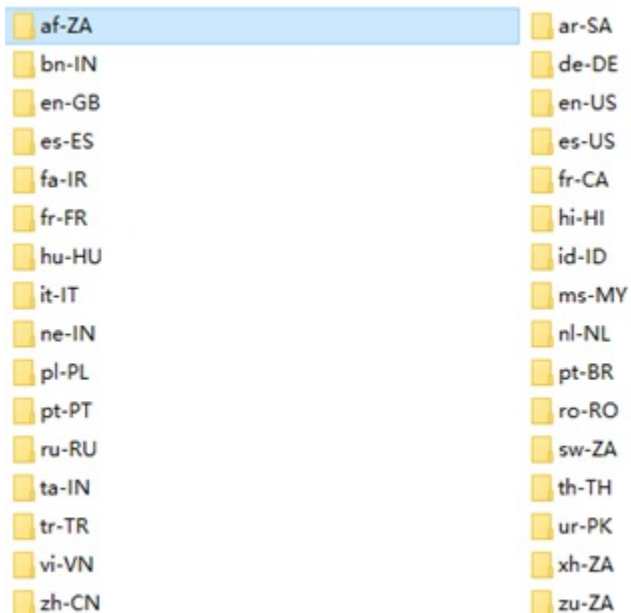 af-ZA
ar-SA
bn-IN
de-DE
en-GB
en-US
es-ES
es-US
fa-IR
fr-CA
fr-FR
hi-HI
hu-HU
id-ID
it-IT
ms-MY
ne-IN
nl-NL
pl-PL
pt-BR
pt-PT
ro-RO
ru-RU
sw-ZA
ta-IN
th-TH
tr-TR
ur-PK
vi-VN
xh-ZA
zh-CN
zu-ZA